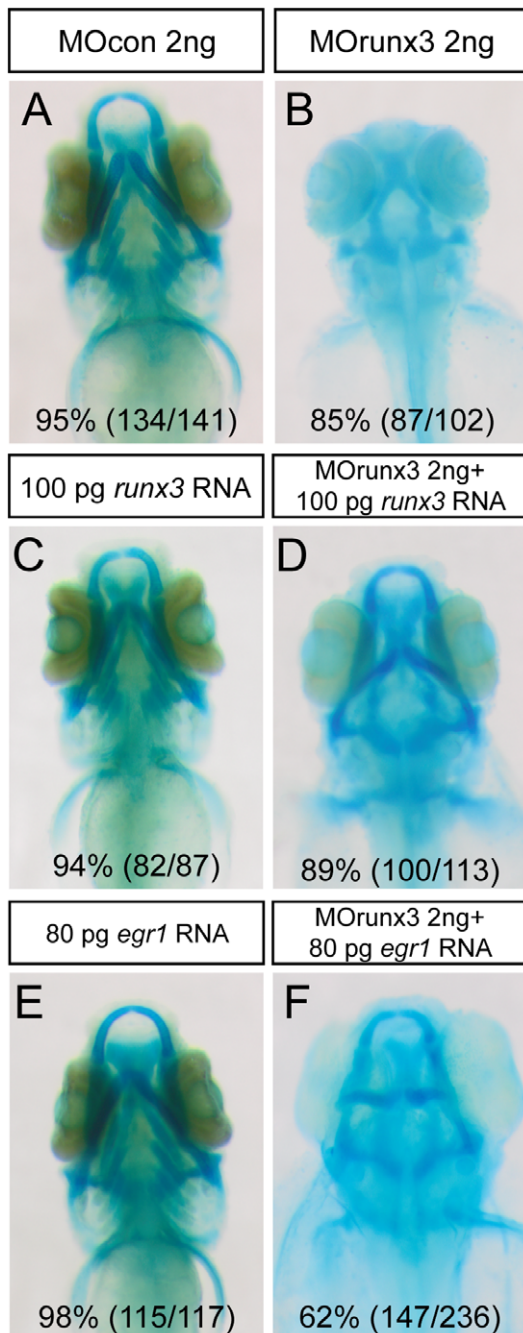 MOcon 2ng
MOrunx3 2ng
A
B
95% (134/141)
85% (87/102)
100 pg runx3 RNA
MOrunx3 2ng+
100 pg runx3 RNA
C
D
94% (82/87)
89% (100/113)
80 pg egr1 RNA
MOrunx3 2ng+
80 pg egr1 RNA
E
F
98% (115/117)
62% (147/236)